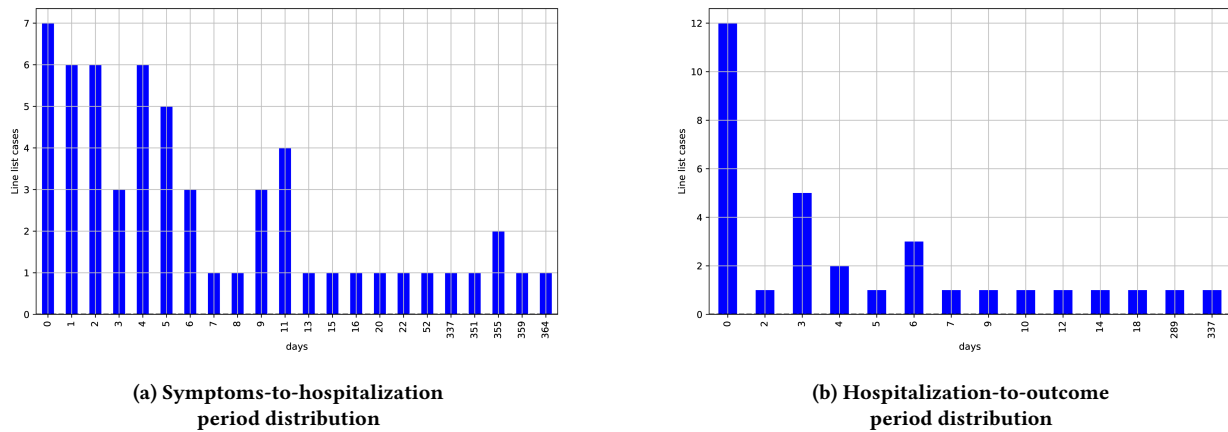 7
6
5
4
3
2
1
0
Line list cases
0 1 2 3 4 5 6 7 8 9 11 13 15 16 20 22 52 337 351 355 359 364
days
(a) Symptoms-to-hospitalization
period distribution
12
10
8
6
4
2
0
Line list cases
0 2 3 4 5 6 7 9 10 12 14 18 289 337
days
(b) Hospitalization-to-outcome
period distribution